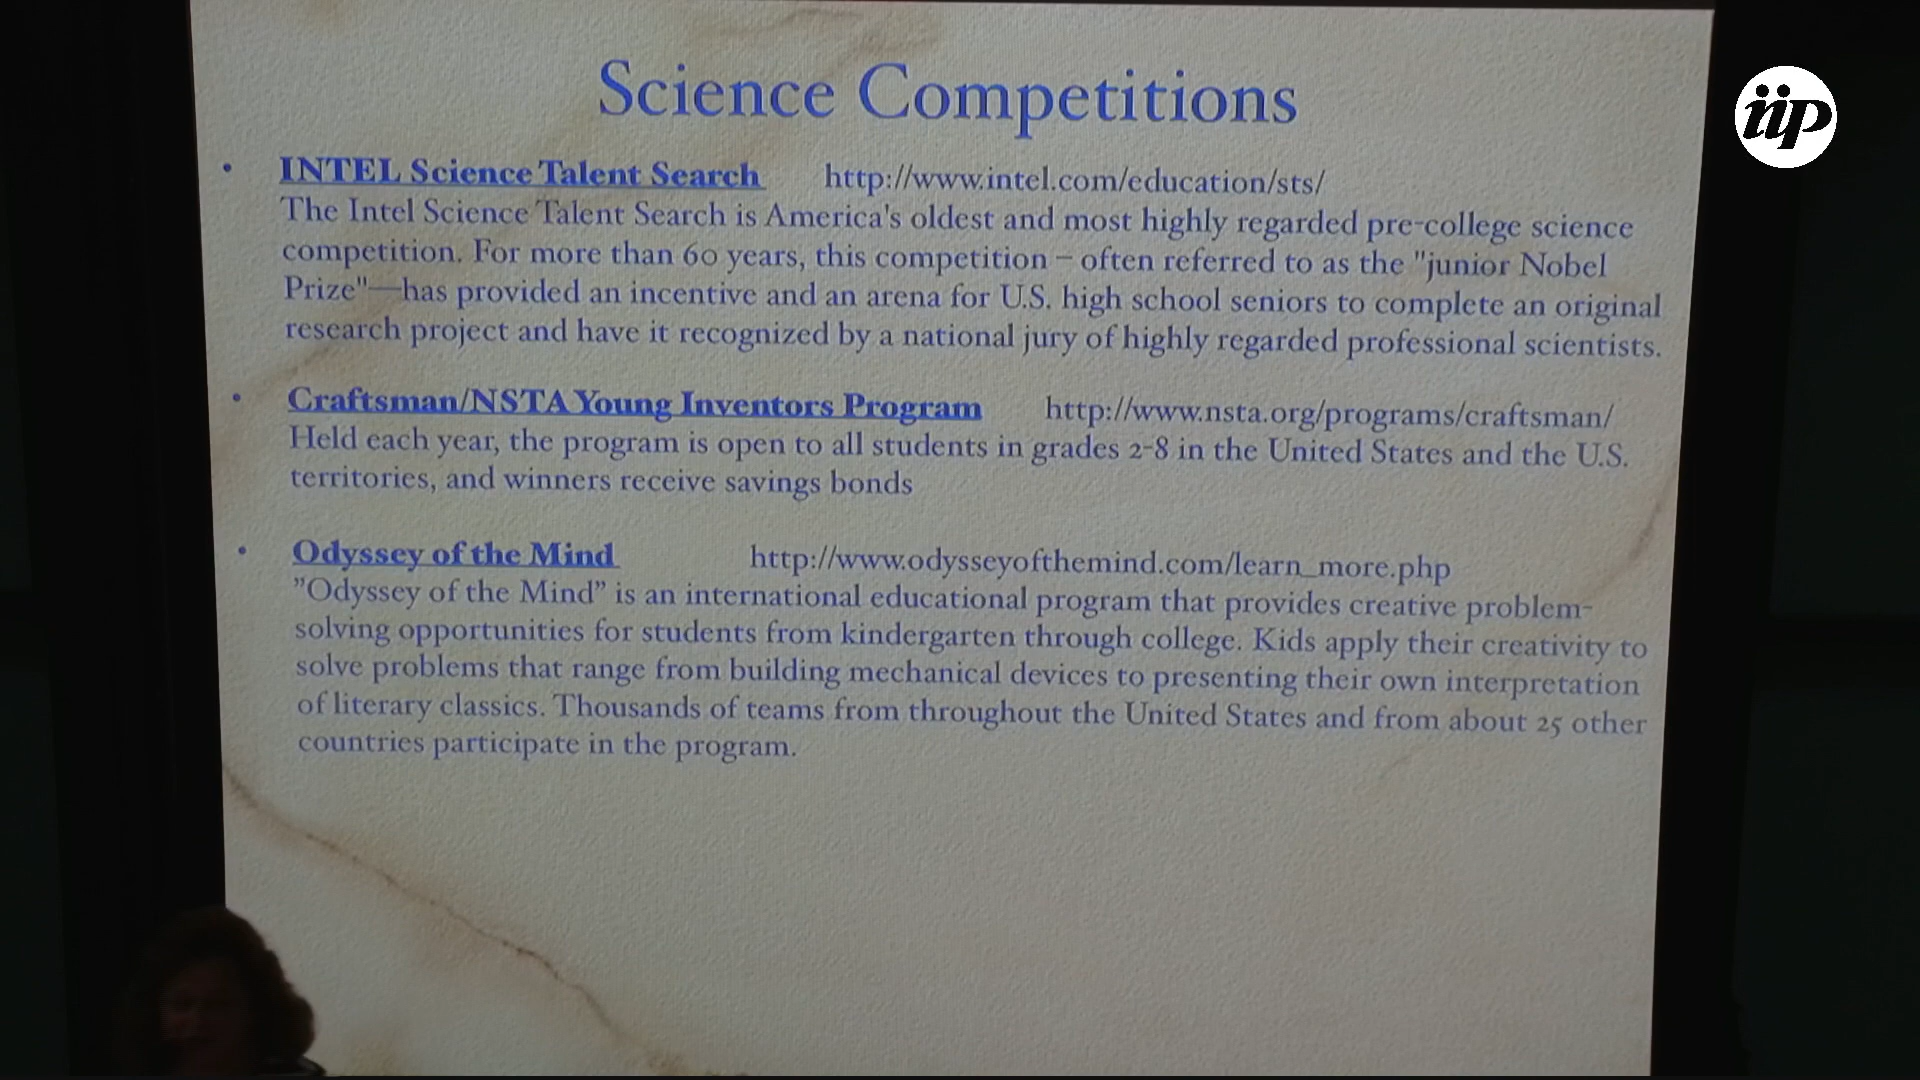 Science Competitions
iip
• INTEL Science Talent Search http://www.intel.com/education/sts/
The Intel Science Talent Search is America's oldest and most highly regarded pre-college science
competition. For more than 60 years, this competition – often referred to as the "junior Nobel
Prize"—has provided an incentive and an arena for U.S. high school seniors to complete an original
research project and have it recognized by a national jury of highly regarded professional scientists.
• Craftsman/NSTA Young Inventors Program http://www.nsta.org/programs/craftsman/
Held each year, the program is open to all students in grades 2-8 in the United States and the U.S.
territories, and winners receive savings bonds
• Odyssey of the Mind http://www.odysseyofthemind.com/learn_more.php
”Odyssey of the Mind” is an international educational program that provides creative problem-
solving opportunities for students from kindergarten through college. Kids apply their creativity to
solve problems that range from building mechanical devices to presenting their own interpretation
of literary classics. Thousands of teams from throughout the United States and from about 25 other
countries participate in the program.